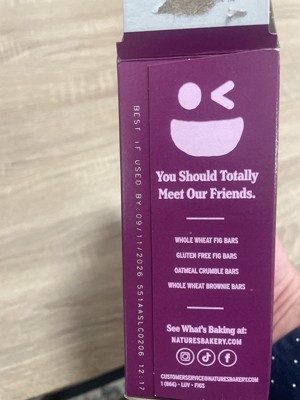 BEST IF USED BY:09/11/2026 551AASLC0206 12:17
You Should Totally
Meet Our Friends.
WHOLE WHEAT FIG BARS
GLUTEN FREE FIG BARS
OATMEAL CRUMBLE BARS
WHOLE WHEAT BROWNIE BARS
See What's Baking at:
NATURESBAKERY.COM
CUSTOMERSERVICE@NATURESBAKERY.COM
1 (866) - LUV - FIGS